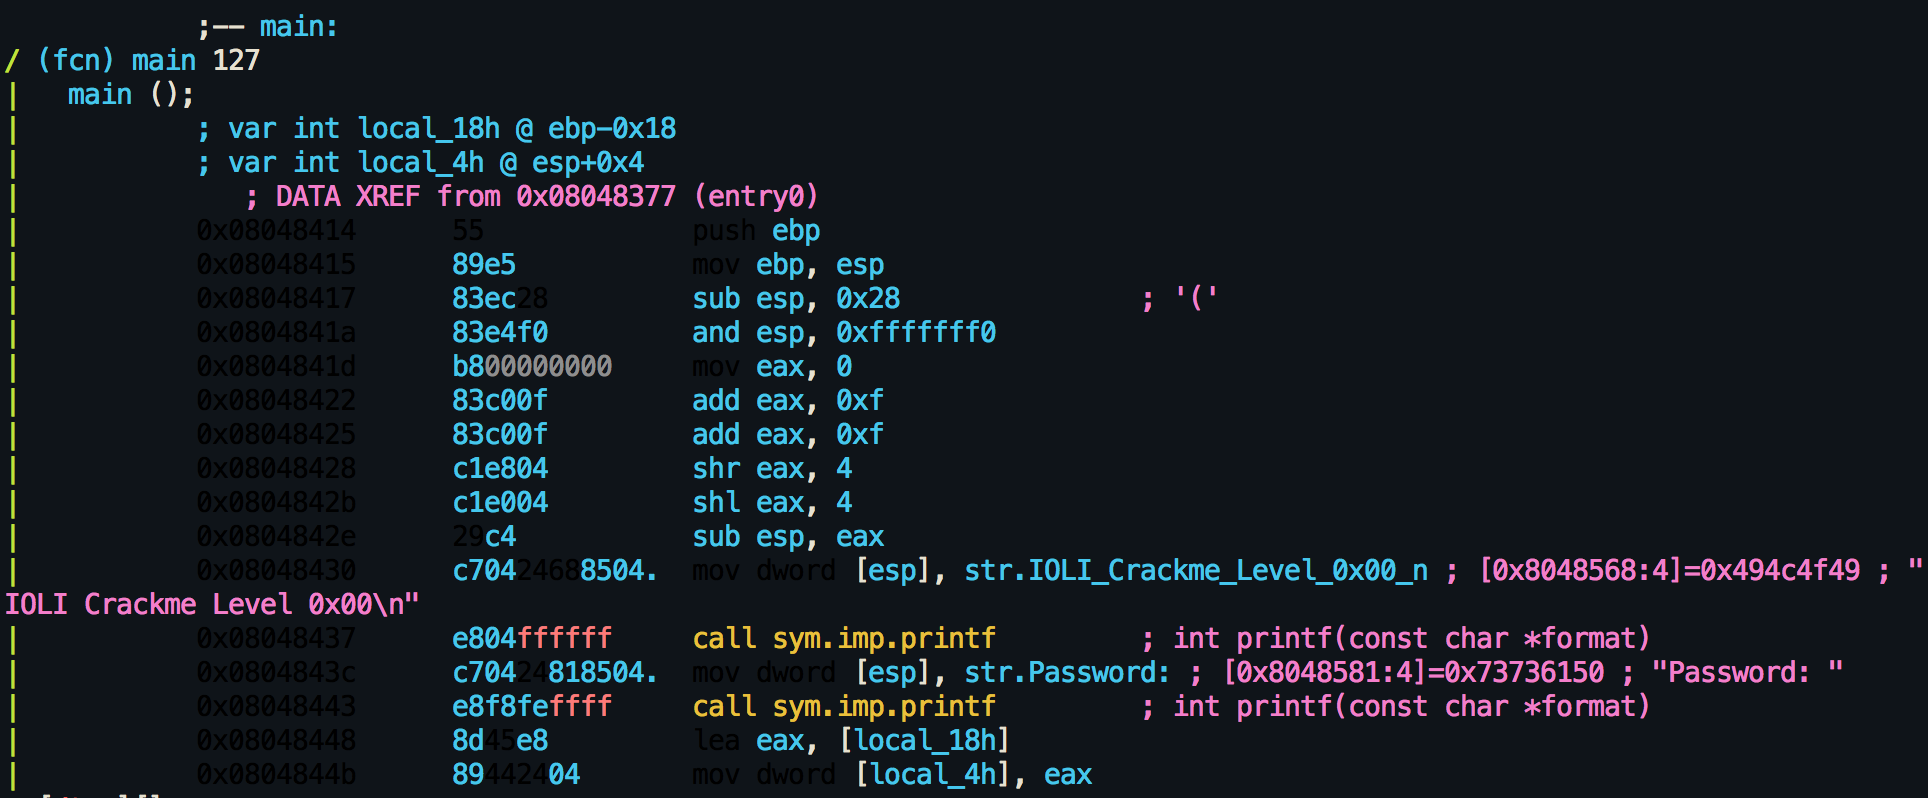 ;-- main:
/ (fcn) main 127
|   main ();
|           ; var int local_18h @ ebp-0x18
|           ; var int local_4h @ esp+0x4
|              ; DATA XREF from 0x08048377 (entry0)
|           0x08048414      55             push ebp
|           0x08048415      89e5           mov ebp, esp
|           0x08048417      83ec28         sub esp, 0x28               ; '('
|           0x0804841a      83e4f0         and esp, 0xfffffff0
|           0x0804841d      b800000000     mov eax, 0
|           0x08048422      83c00f         add eax, 0xf
|           0x08048425      83c00f         add eax, 0xf
|           0x08048428      c1e804         shr eax, 4
|           0x0804842b      c1e004         shl eax, 4
|           0x0804842e      29c4           sub esp, eax
|           0x08048430      c70424688504.  mov dword [esp], str.IOLI_Crackme_Level_0x00_n ; [0x8048568:4]=0x494c4f49 ; "
IOLI Crackme Level 0x00\n"
|           0x08048437      e804ffffff     call sym.imp.printf         ; int printf(const char *format)
|           0x0804843c      c70424818504.  mov dword [esp], str.Password: ; [0x8048581:4]=0x73736150 ; "Password: "
|           0x08048443      e8f8feffff     call sym.imp.printf         ; int printf(const char *format)
|           0x08048448      8d45e8         lea eax, [local_18h]
|           0x0804844b      89442404       mov dword [local_4h], eax